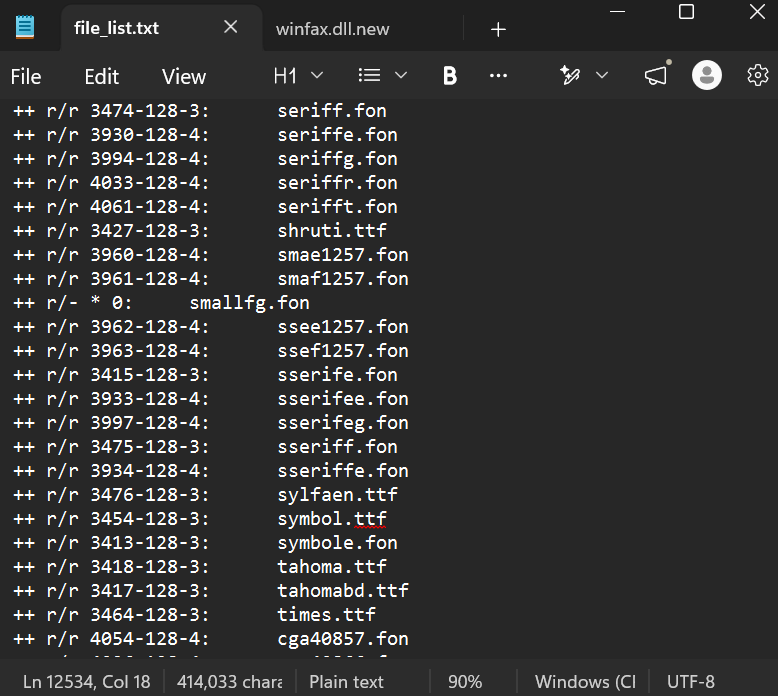 file_list.txt
winfax.dll.new
File Edit View H1 B
++ r/r 3474-128-3: seriff.fon
++ r/r 3930-128-4: seriffe.fon
++ r/r 3994-128-4: seriffg.fon
++ r/r 4033-128-4: seriffr.fon
++ r/r 4061-128-4: serifft.fon
++ r/r 3427-128-3: shruti.ttf
++ r/r 3960-128-4: smae1257.fon
++ r/r 3961-128-4: smaf1257.fon
++ r/- * 0: smallfg.fon
++ r/r 3962-128-4: ssee1257.fon
++ r/r 3963-128-4: ssef1257.fon
++ r/r 3415-128-3: sserife.fon
++ r/r 3933-128-4: sserifee.fon
++ r/r 3997-128-4: sserifeg.fon
++ r/r 3475-128-3: sseriff.fon
++ r/r 3934-128-4: sseriffe.fon
++ r/r 3476-128-3: sylfaen.ttf
++ r/r 3454-128-3: symbol.ttf
++ r/r 3413-128-3: symbole.fon
++ r/r 3418-128-3: tahoma.ttf
++ r/r 3417-128-3: tahomabd.ttf
++ r/r 3464-128-3: times.ttf
++ r/r 4054-128-4: cga40857.fon
Ln 12534, Col 18 414,033 chara Plain text 90% Windows (CI UTF-8